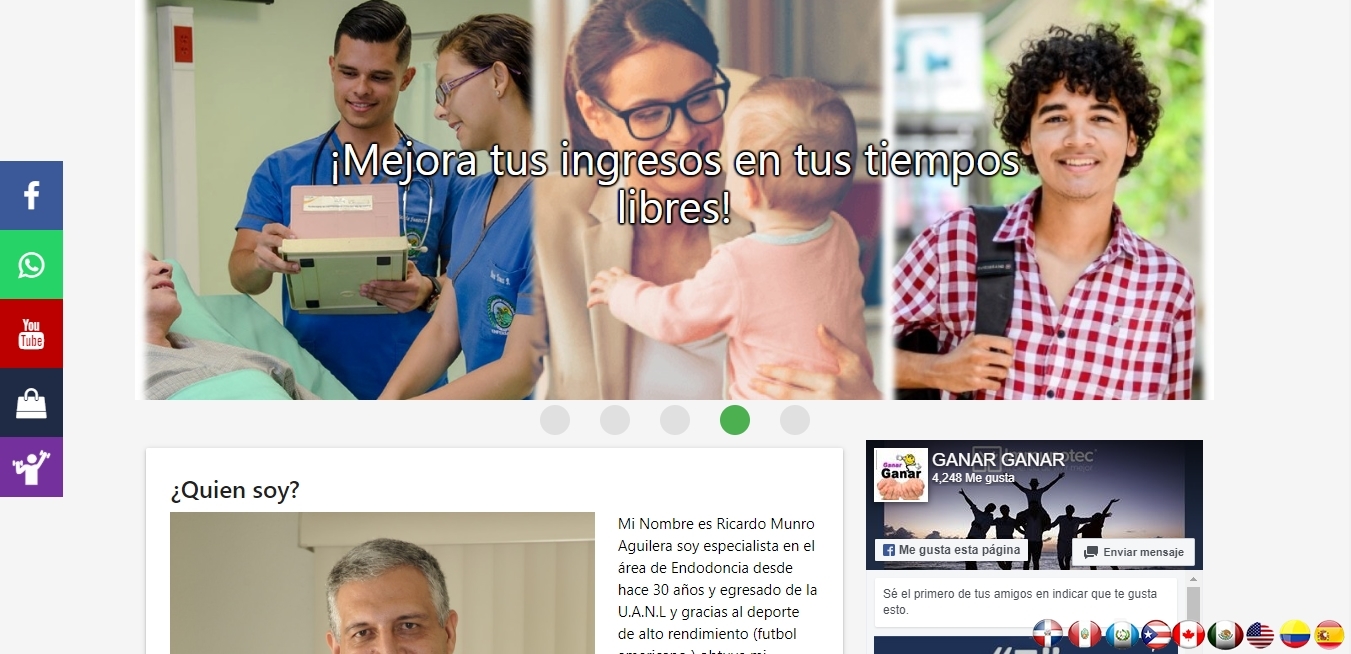 ¡Mejora tus ingresos en tus tiempos
libres!
You
Tube
¿Quien soy?
Mi Nombre es Ricardo Munro
Aguilera soy especialista en el
área de Endodoncia desde
hace 30 años y egresado de la
U.A.N.L y gracias al deporte
de alto rendimiento (futbol
GANAR GANAR
4,248 Me gusta
Ganar
Ganar
Me gusta esta página
Enviar mensaje
Sé el primero de tus amigos en indicar que te gusta
esto.